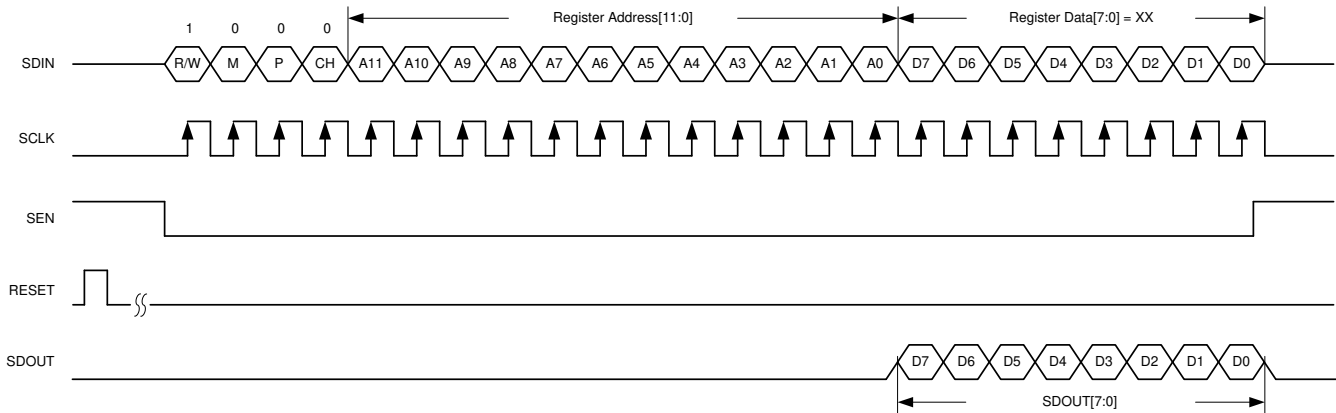 1 0 0 0 Register Address[11:0] Register Data[7:0] = XX
SDIN R/W M P CH A11 A10 A9 A8 A7 A6 A5 A4 A3 A2 A1 A0 D7 D6 D5 D4 D3 D2 D1 D0
SCLK
SEN
RESET
SDOUT D7 D6 D5 D4 D3 D2 D1 D0
SDOUT[7:0]